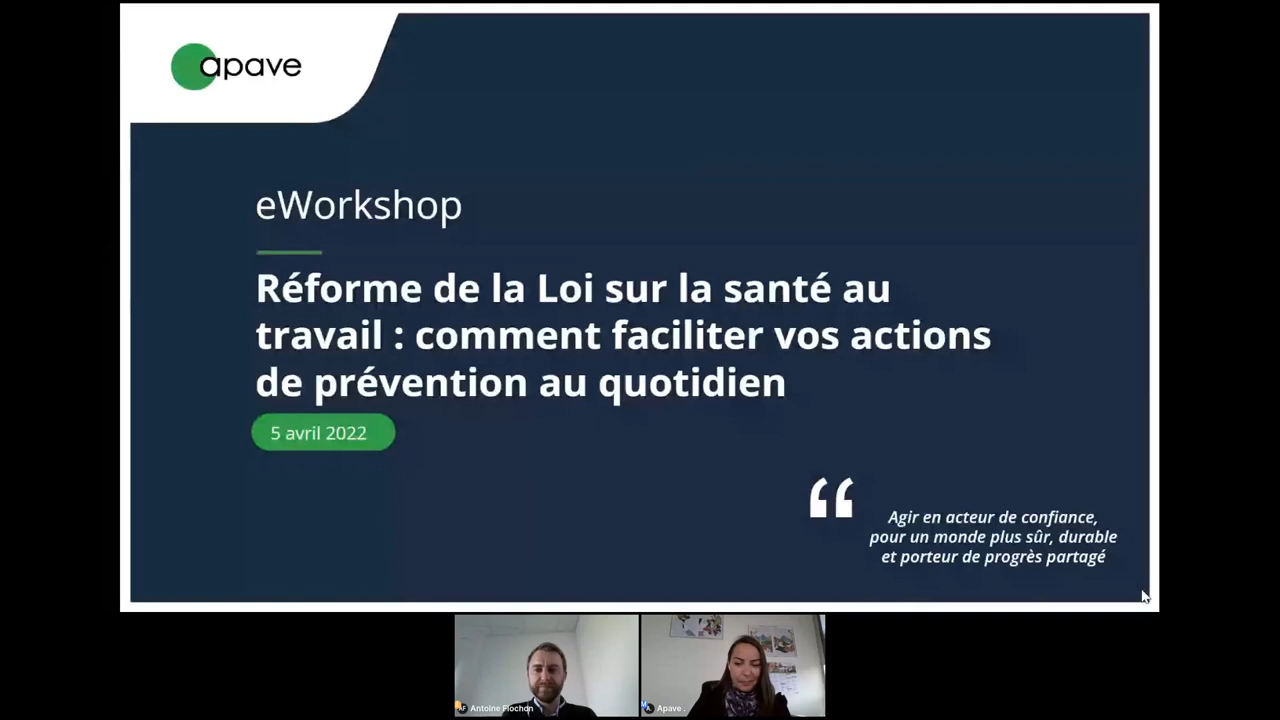 apave
eWorkshop
Réforme de la Loi sur la santé au
travail : comment faciliter vos actions
de prévention au quotidien
5 avril 2022
“
Agir en acteur de confiance,
pour un monde plus sûr, durable
et porteur de progrès partagé
AF Antoine Flochon
A. Apave .